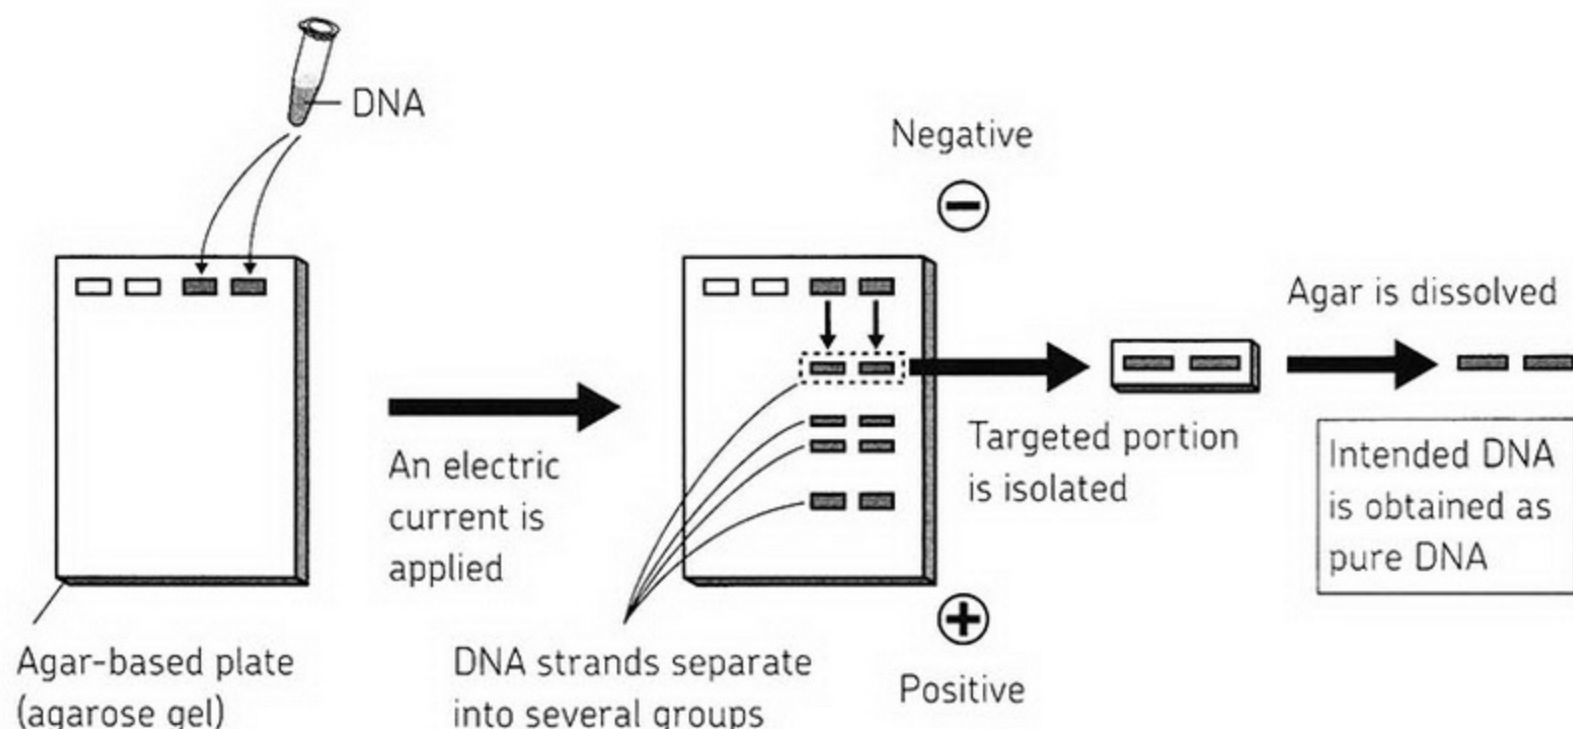 DNA
Negative
−
Agar is dissolved
An electric
current is
applied
Targeted portion
is isolated
Intended DNA
is obtained as
pure DNA
+
Positive
Agar-based plate
(agarose gel)
DNA strands separate
into several groups